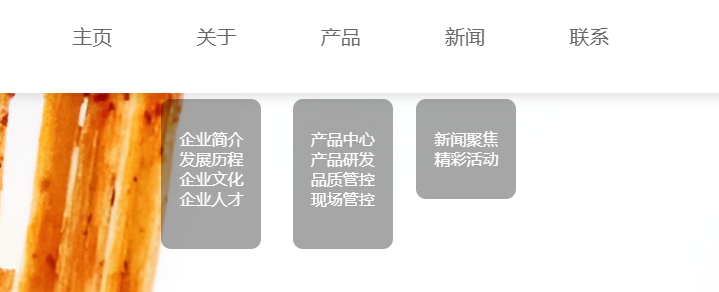 主页 关于 产品 新闻 联系
企业简介
发展历程
企业文化
企业人才
产品中心
产品研发
品质管控
现场管控
新闻聚焦
精彩活动